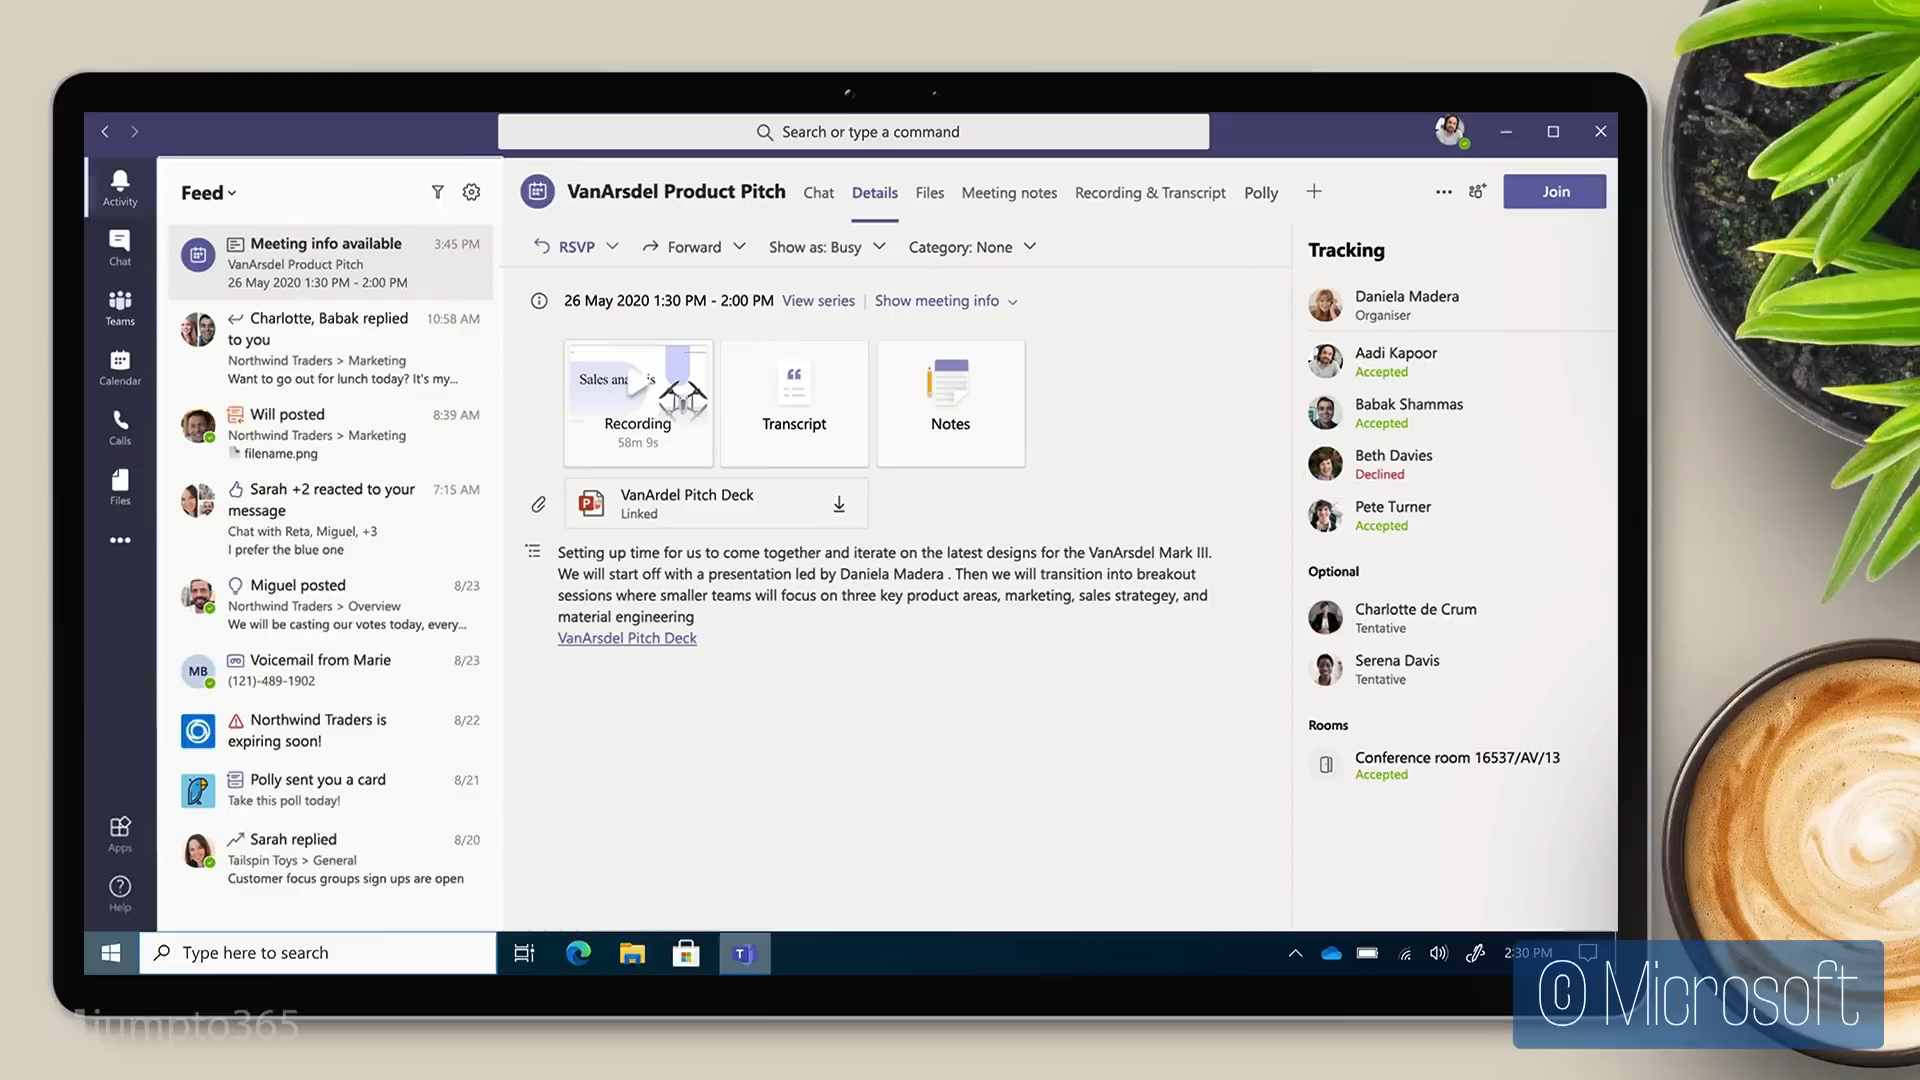 Search or type a command
Activity
Chat
Teams
Calendar
Calls
Files
Apps
Help
Feed
Meeting info available 3:45 PM
VanArsdel Product Pitch
26 May 2020 1:30 PM - 2:00 PM
Charlotte, Babak replied 10:58 AM
to you
Northwind Traders > Marketing
Want to go out for lunch today? It's my...
Will posted 8:39 AM
Northwind Traders > Marketing
filename.png
Sarah +2 reacted to your 7:15 AM
message
Chat with Reta, Miguel, +3
I prefer the blue one
Miguel posted 8/23
Northwind Traders > Overview
We will be casting our votes today, every...
MB
Voicemail from Marie 8/23
(121)-489-1902
Northwind Traders is 8/22
expiring soon!
Polly sent you a card 8/21
Take this poll today!
Sarah replied 8/20
Tailspin Toys > General
Customer focus groups sign ups are open
VanArsdel Product Pitch Chat Details Files Meeting notes Recording & Transcript Polly
Join
RSVP Forward Show as: Busy Category: None
26 May 2020 1:30 PM - 2:00 PM View series | Show meeting info
Recording
58m 9s
Transcript
Notes
VanArdel Pitch Deck
Linked
Setting up time for us to come together and iterate on the latest designs for the VanArsdel Mark III.
We will start off with a presentation led by Daniela Madera . Then we will transition into breakout
sessions where smaller teams will focus on three key product areas, marketing, sales strategey, and
material engineering
VanArsdel Pitch Deck
Tracking
Daniela Madera
Organiser
Aadi Kapoor
Accepted
Babak Shammas
Accepted
Beth Davies
Declined
Pete Turner
Accepted
Optional
Charlotte de Crum
Tentative
Serena Davis
Tentative
Rooms
Conference room 16537/AV/13
Accepted
Type here to search
2:30 PM
© Microsoft
jumpto365